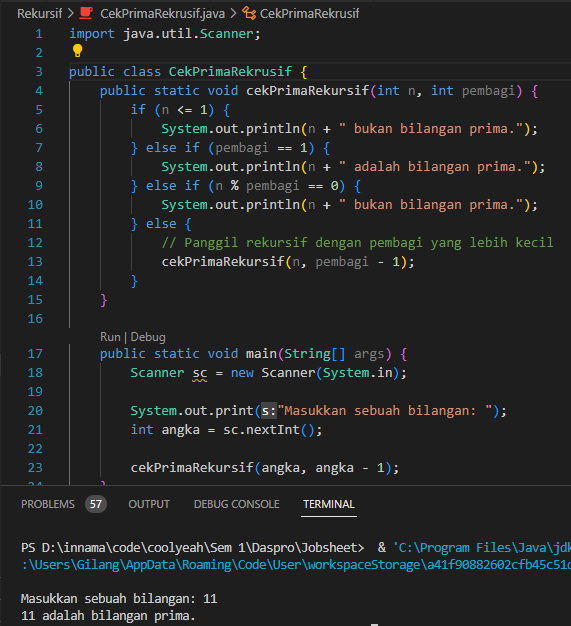 Rekursif > CekPrimaRekrusif.java > CekPrimaRekrusif
1 import java.util.Scanner;
2
3 public class CekPrimaRekrusif {
4 public static void cekPrimaRekursif(int n, int pembagi) {
5 if (n <= 1) {
6 System.out.println(n + " bukan bilangan prima.");
7 } else if (pembagi == 1) {
8 System.out.println(n + " adalah bilangan prima.");
9 } else if (n % pembagi == 0) {
10 System.out.println(n + " bukan bilangan prima.");
11 } else {
12 // Panggil rekursif dengan pembagi yang lebih kecil
13 cekPrimaRekursif(n, pembagi - 1);
14 }
15 }
16
Run | Debug
17 public static void main(String[] args) {
18 Scanner sc = new Scanner(System.in);
19
20 System.out.print(s:"Masukkan sebuah bilangan: ");
21 int angka = sc.nextInt();
22
23 cekPrimaRekursif(angka, angka - 1);
24 }
PROBLEMS 57 OUTPUT DEBUG CONSOLE TERMINAL
PS D:\innama\code\coolyeah\Sem 1\Daspro\Jobsheet> & 'C:\Program Files\Java\jdk
:\Users\Gilang\AppData\Roaming\Code\User\workspaceStorage\a41f90882602cfb45c51c
Masukkan sebuah bilangan: 11
11 adalah bilangan prima.